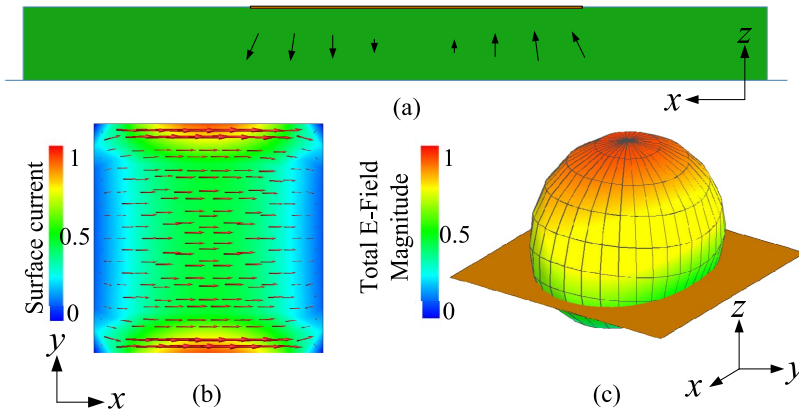 z
x
(a)
Surface current
1
0.5
0
y
x
(b)
Total E-Field
Magnitude
1
0.5
0
z
y
x
(c)